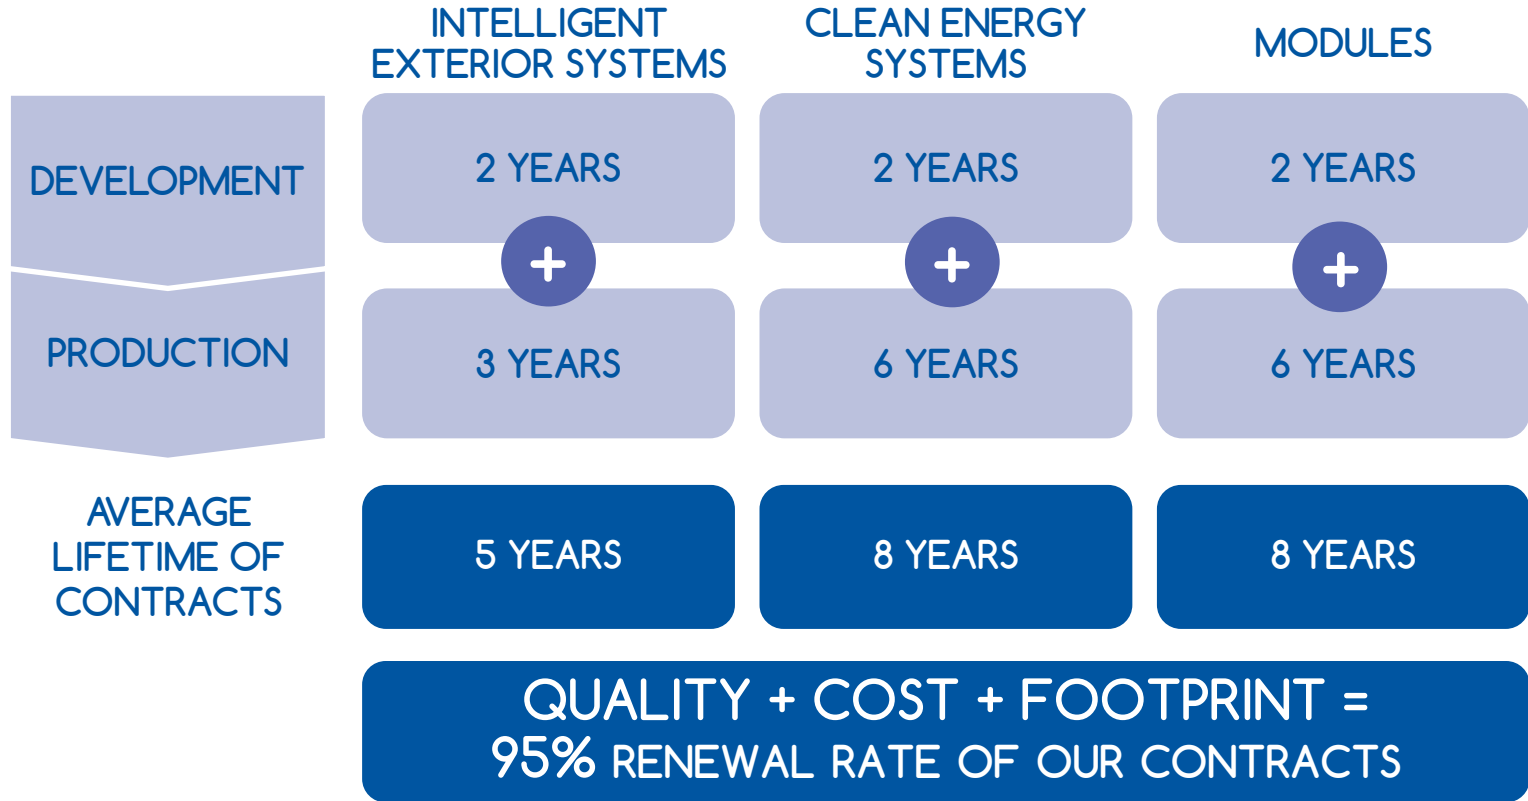 INTELLIGENT
EXTERIOR SYSTEMS
CLEAN ENERGY
SYSTEMS
MODULES
DEVELOPMENT
2 YEARS
2 YEARS
2 YEARS
+
+
+
PRODUCTION
3 YEARS
6 YEARS
6 YEARS
AVERAGE
LIFETIME OF
CONTRACTS
5 YEARS
8 YEARS
8 YEARS
QUALITY + COST + FOOTPRINT =
95% RENEWAL RATE OF OUR CONTRACTS